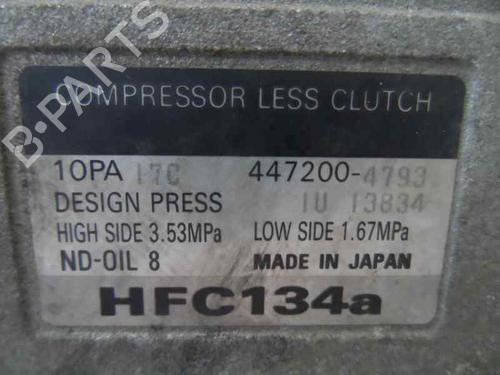 B-PARTS
COMPRESSOR LESS CLUTCH
10PA 17C 447200-4793
DESIGN PRESS 1U 13834
HIGH SIDE 3.53MPa LOW SIDE 1.67MPa
ND-OIL 8 MADE IN JAPAN
HFC134a